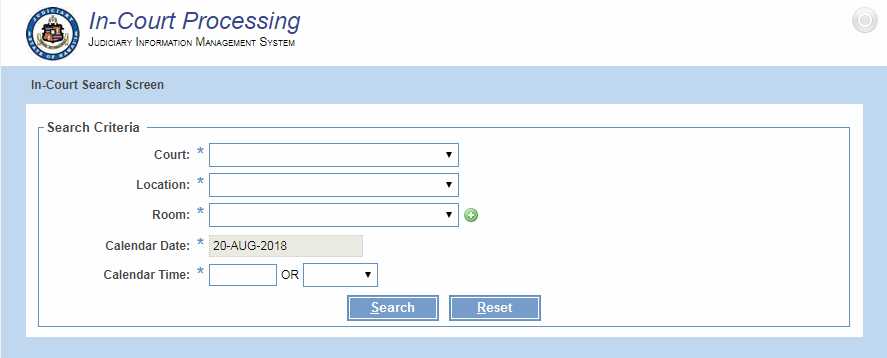 In-Court Processing
JUDICIARY INFORMATION MANAGEMENT SYSTEM
In-Court Search Screen
Search Criteria
Court: *
Location: *
Room: *
Calendar Date: * 20-AUG-2018
Calendar Time: * OR
Search Reset